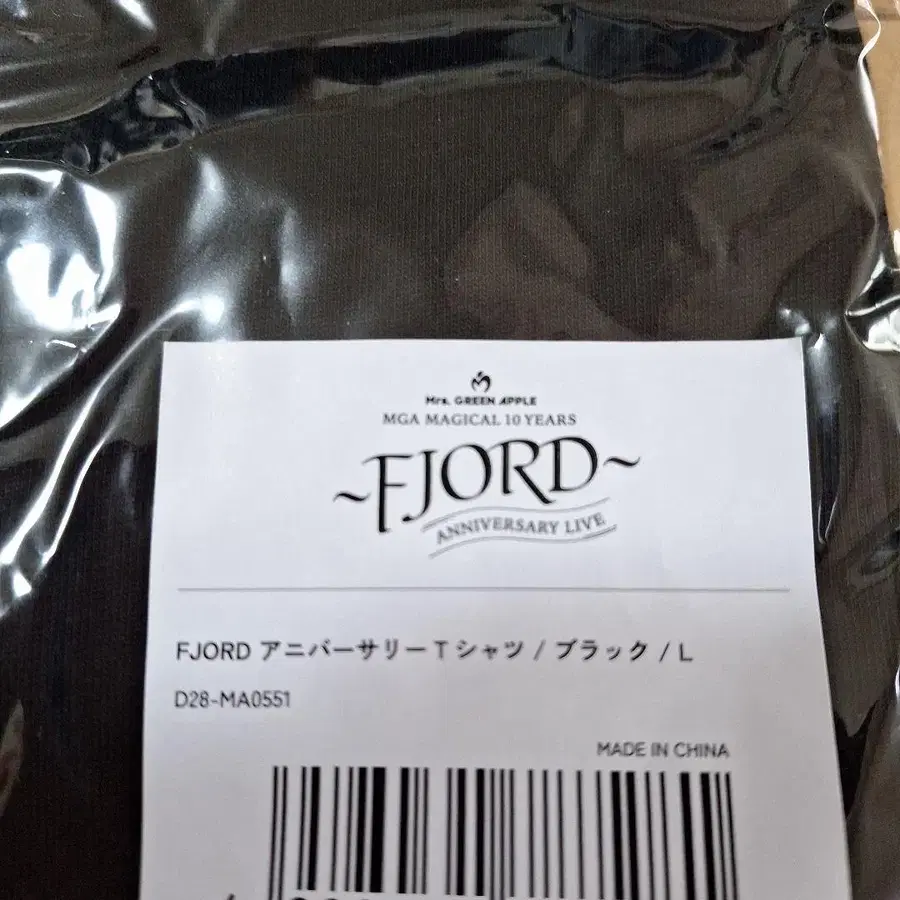 Mrs. GREEN APPLE
MGA MAGICAL 10 YEARS
~FJORD~
ANNIVERSARY LIVE
FJORD アニバーサリーTシャツ / ブラック / L
D28-MA0551
MADE IN CHINA